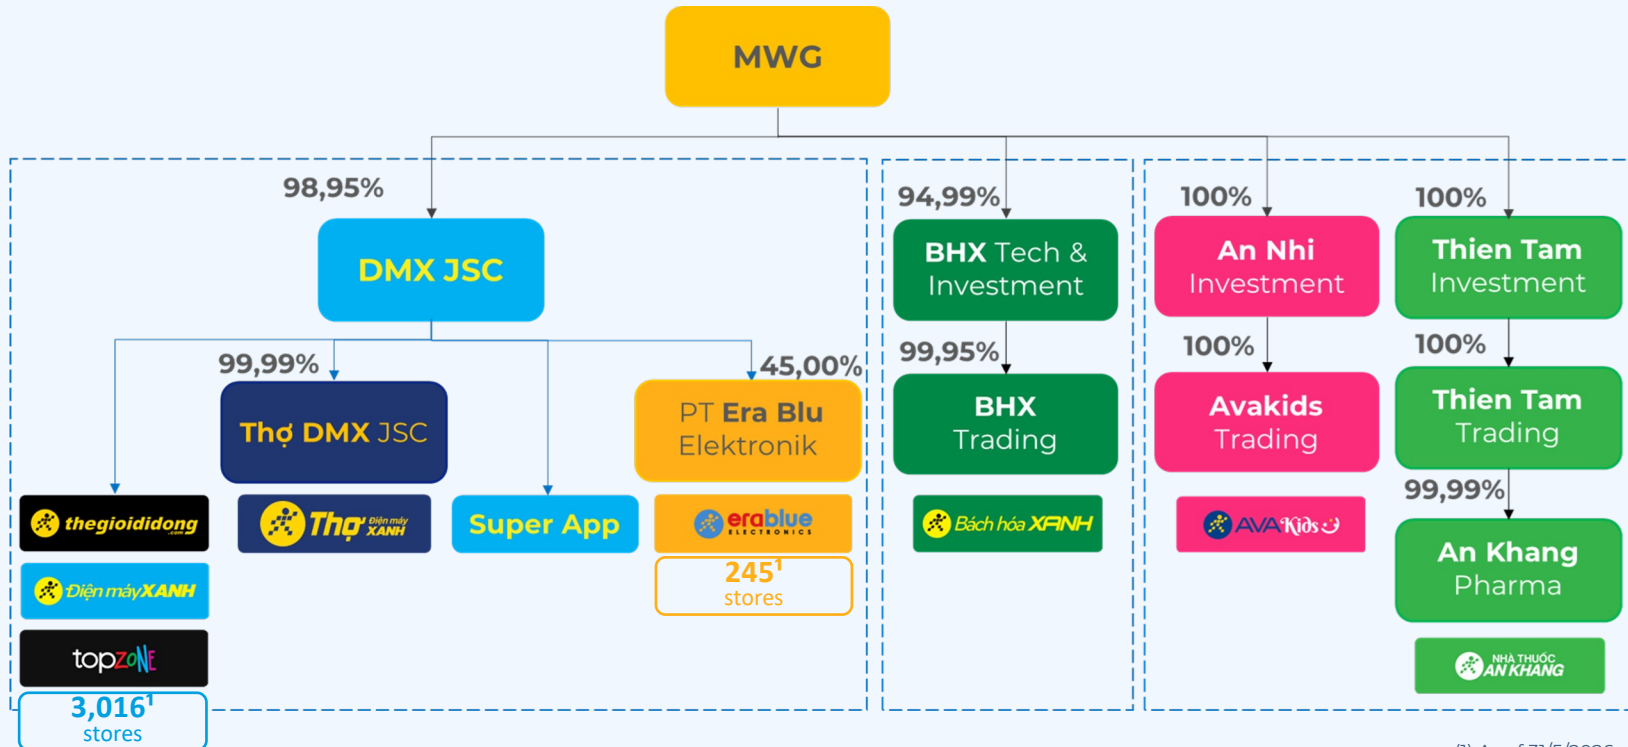 MWG
98,95%
DMX JSC
99,99%
Thợ DMX JSC
45,00%
PT Era Blu
Elektronik
thegioididong
.com
Điện máy XANH
topzone
3,016¹
stores
Thợ Điện máy XANH
Super App
erablue
ELECTRONICS
245¹
stores
94,99%
BHX Tech &
Investment
99,95%
BHX
Trading
Bách hóa XANH
100%
An Nhi
Investment
100%
Avakids
Trading
AVAKids
100%
Thien Tam
Investment
100%
Thien Tam
Trading
99,99%
An Khang
Pharma
NHÀ THUỐC
AN KHANG